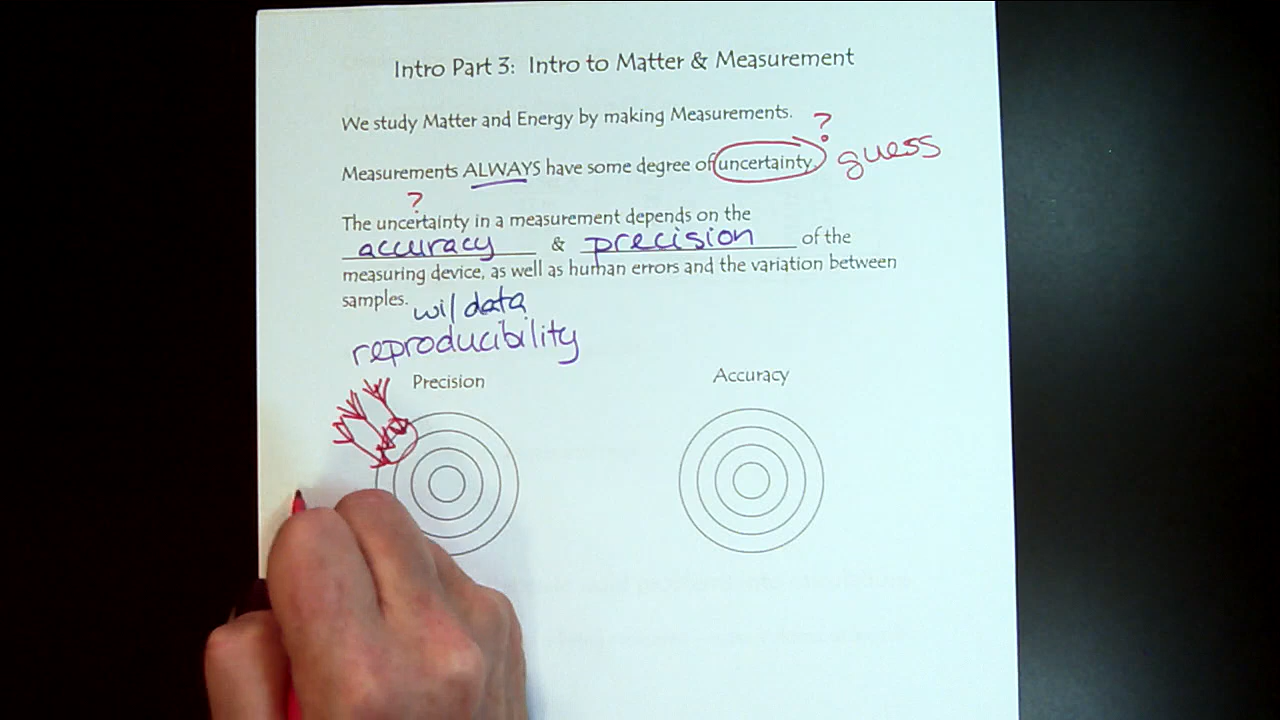 Intro Part 3: Intro to Matter & Measurement
We study Matter and Energy by making Measurements.
?
Measurements ALWAYS have some degree of uncertainty. guess
?
The uncertainty in a measurement depends on the
accuracy & precision of the
measuring device, as well as human errors and the variation between
samples. w/ data
reproducibility
Precision Accuracy